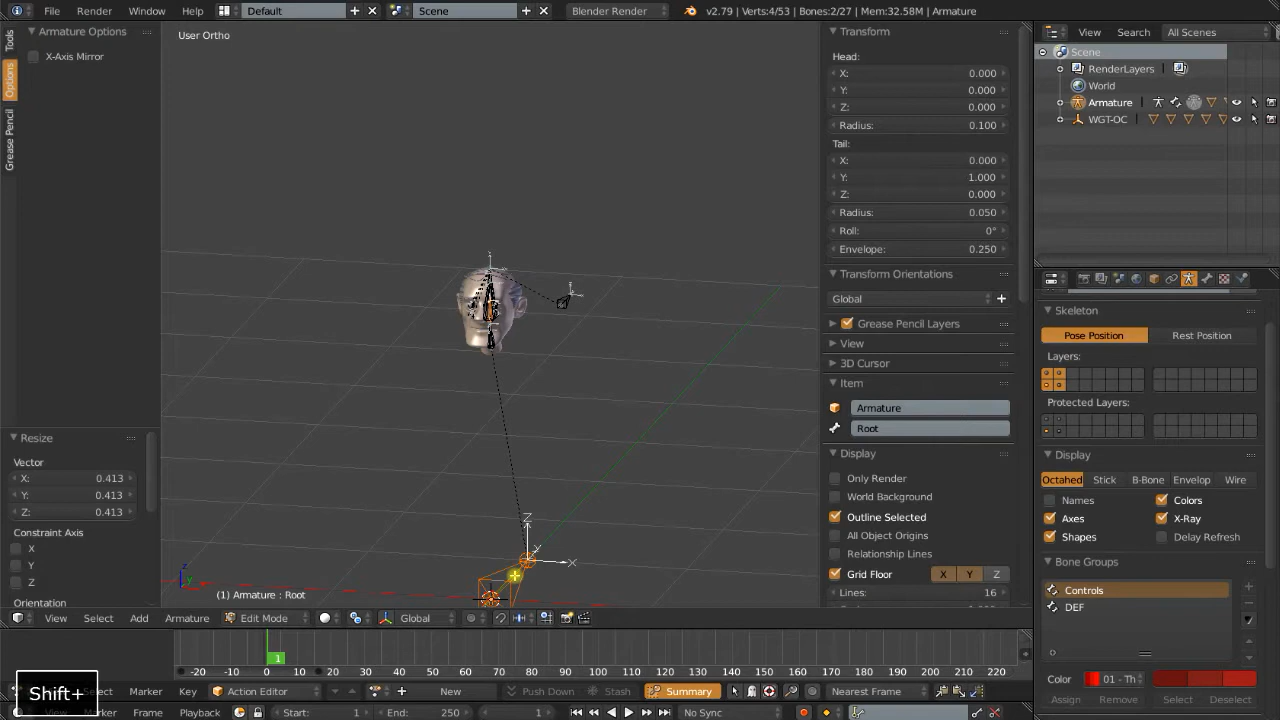 File Render Window Help Default Scene Blender Render v2.79 | Verts:4/53 | Bones:2/27 | Mem:32.58M | Armature
Armature Options
X-Axis Mirror
Tools
Options
Grease Pencil
User Ortho
(1) Armature : Root
Resize
Vector
X: 0.413
Y: 0.413
Z: 0.413
Constraint Axis
X
Y
Z
Orientation
Transform
Head:
X: 0.000
Y: 0.000
Z: 0.000
Radius: 0.100
Tail:
X: 0.000
Y: 1.000
Z: 0.000
Radius: 0.050
Roll: 0°
Envelope: 0.250
Transform Orientations
Global
Grease Pencil Layers
View
3D Cursor
Item
Armature
Root
Display
Only Render
World Background
Outline Selected
All Object Origins
Relationship Lines
Grid Floor X Y Z
Lines: 16
View Search All Scenes
Scene
RenderLayers
World
Armature
WGT-OC
Skeleton
Pose Position Rest Position
Layers:
Protected Layers:
Display
Octahed Stick B-Bone Envelop Wire
Names Colors
Axes X-Ray
Shapes Delay Refresh
Bone Groups
Controls
DEF
Color 01 - Th
Assign Remove Select Deselect
View Select Add Armature Edit Mode Global
-20 -10 0 10 20 30 40 50 60 70 80 90 100 110 120 130 140 150 160 170 180 190 200 210 220
1
Marker Key Action Editor New Push Down Stash Summary Nearest Frame
Marker Frame Playback Start: 1 End: 250 1 No Sync
Shift+